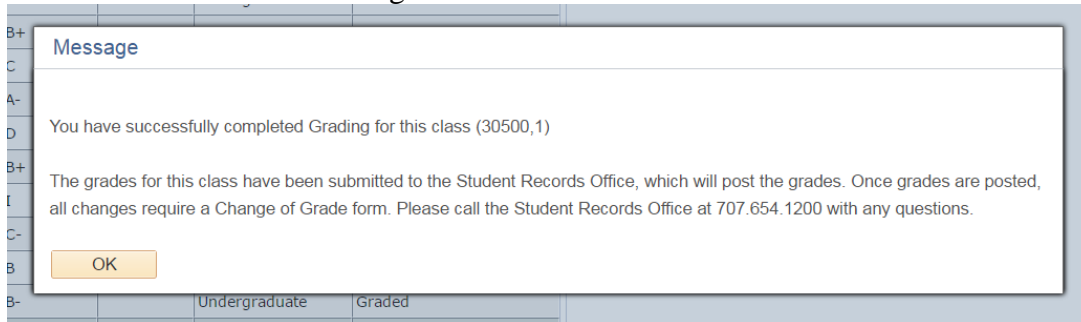 B+
Message
C
A-
You have successfully completed Grading for this class (30500,1)
D
B+
The grades for this class have been submitted to the Student Records Office, which will post the grades. Once grades are posted,
I
all changes require a Change of Grade form. Please call the Student Records Office at 707.654.1200 with any questions.
C-
OK
B
B- Undergraduate Graded